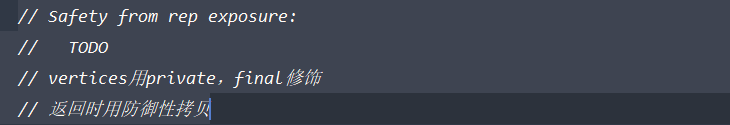 // Safety from rep exposure:
//   TODO
// vertices用private，final修饰
// 返回时用防御性拷贝